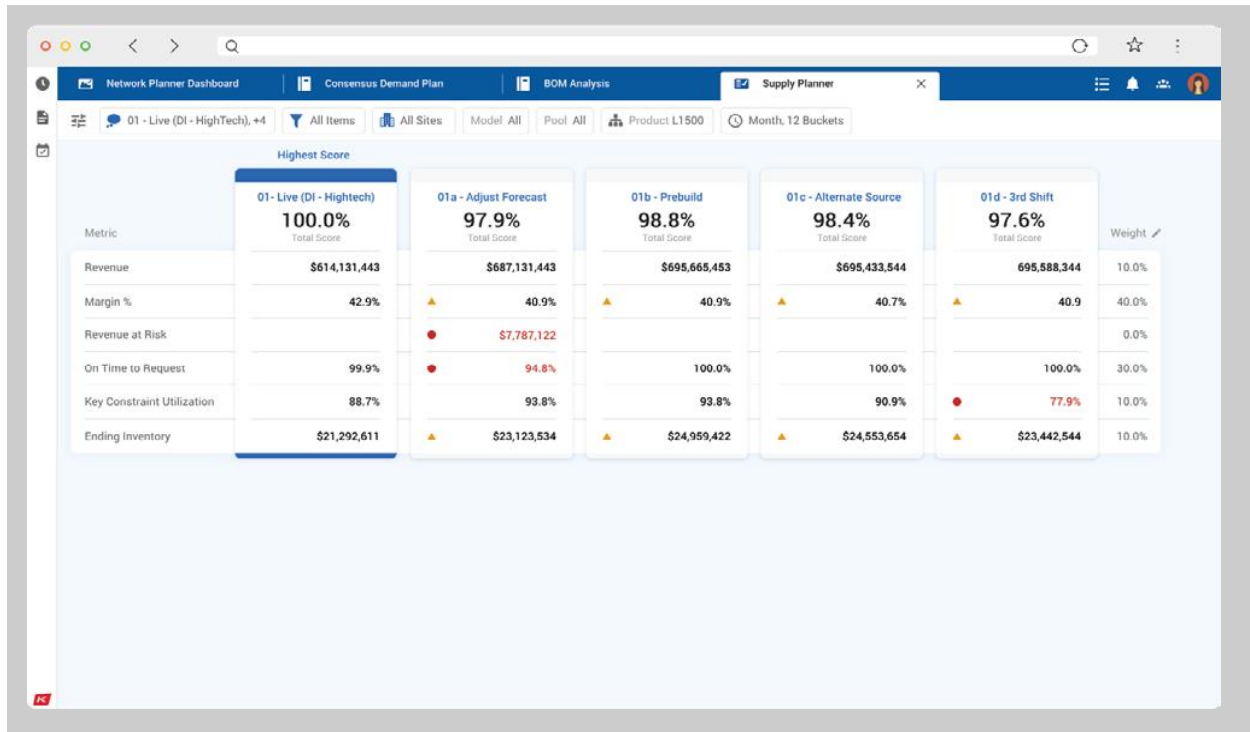 Network Planner Dashboard Consensus Demand Plan BOM Analysis Supply Planner
01 - Live (DI - HighTech), +4 All Items All Sites Model All Pool All Product L1500 Month, 12 Buckets
Highest Score
01- Live (DI - Hightech) 01a - Adjust Forecast 01b - Prebuild 01c - Alternate Source 01d - 3rd Shift
100.0% 97.9% 98.8% 98.4% 97.6%
Metric Total Score Total Score Total Score Total Score Total Score Weight
Revenue $614,131,443 $687,131,443 $695,665,453 $695,433,544 695,588,344 10.0%
Margin % 42.9% 40.9% 40.9% 40.7% 40.9 40.0%
Revenue at Risk $7,787,122 0.0%
On Time to Request 99.9% 94.8% 100.0% 100.0% 100.0% 30.0%
Key Constraint Utilization 88.7% 93.8% 93.8% 90.9% 77.9% 10.0%
Ending Inventory $21,292,611 $23,123,534 $24,959,422 $24,553,654 $23,442,544 10.0%
K